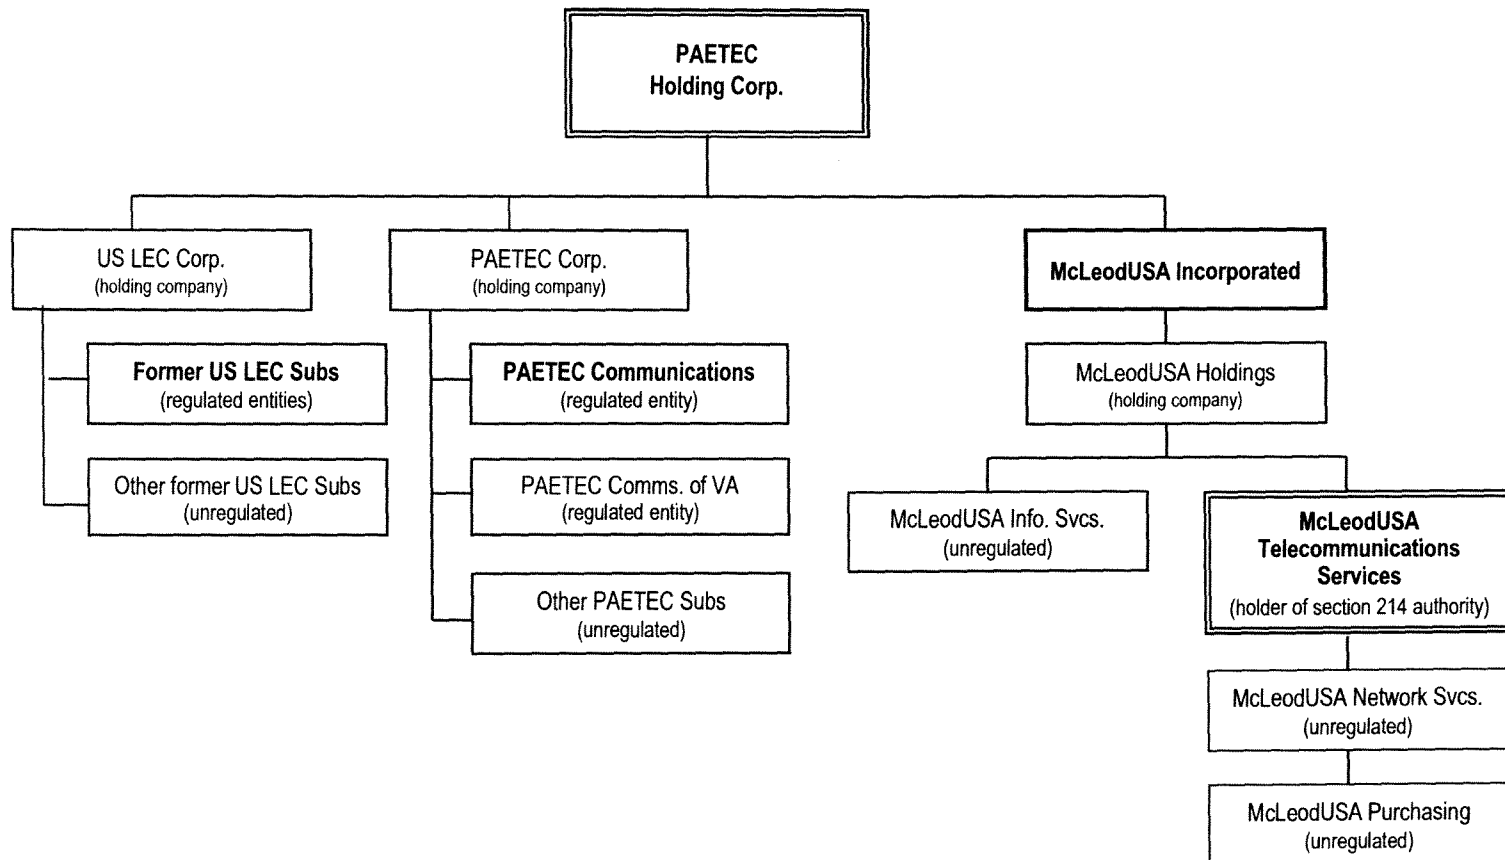 PAETEC
Holding Corp.
US LEC Corp.
(holding company)
PAETEC Corp.
(holding company)
McLeodUSA Incorporated
Former US LEC Subs
(regulated entities)
PAETEC Communications
(regulated entity)
McLeodUSA Holdings
(holding company)
Other former US LEC Subs
(unregulated)
PAETEC Comms. of VA
(regulated entity)
McLeodUSA Info. Svcs.
(unregulated)
McLeodUSA
Telecommunications
Services
(holder of section 214 authority)
Other PAETEC Subs
(unregulated)
McLeodUSA Network Svcs.
(unregulated)
McLeodUSA Purchasing
(unregulated)